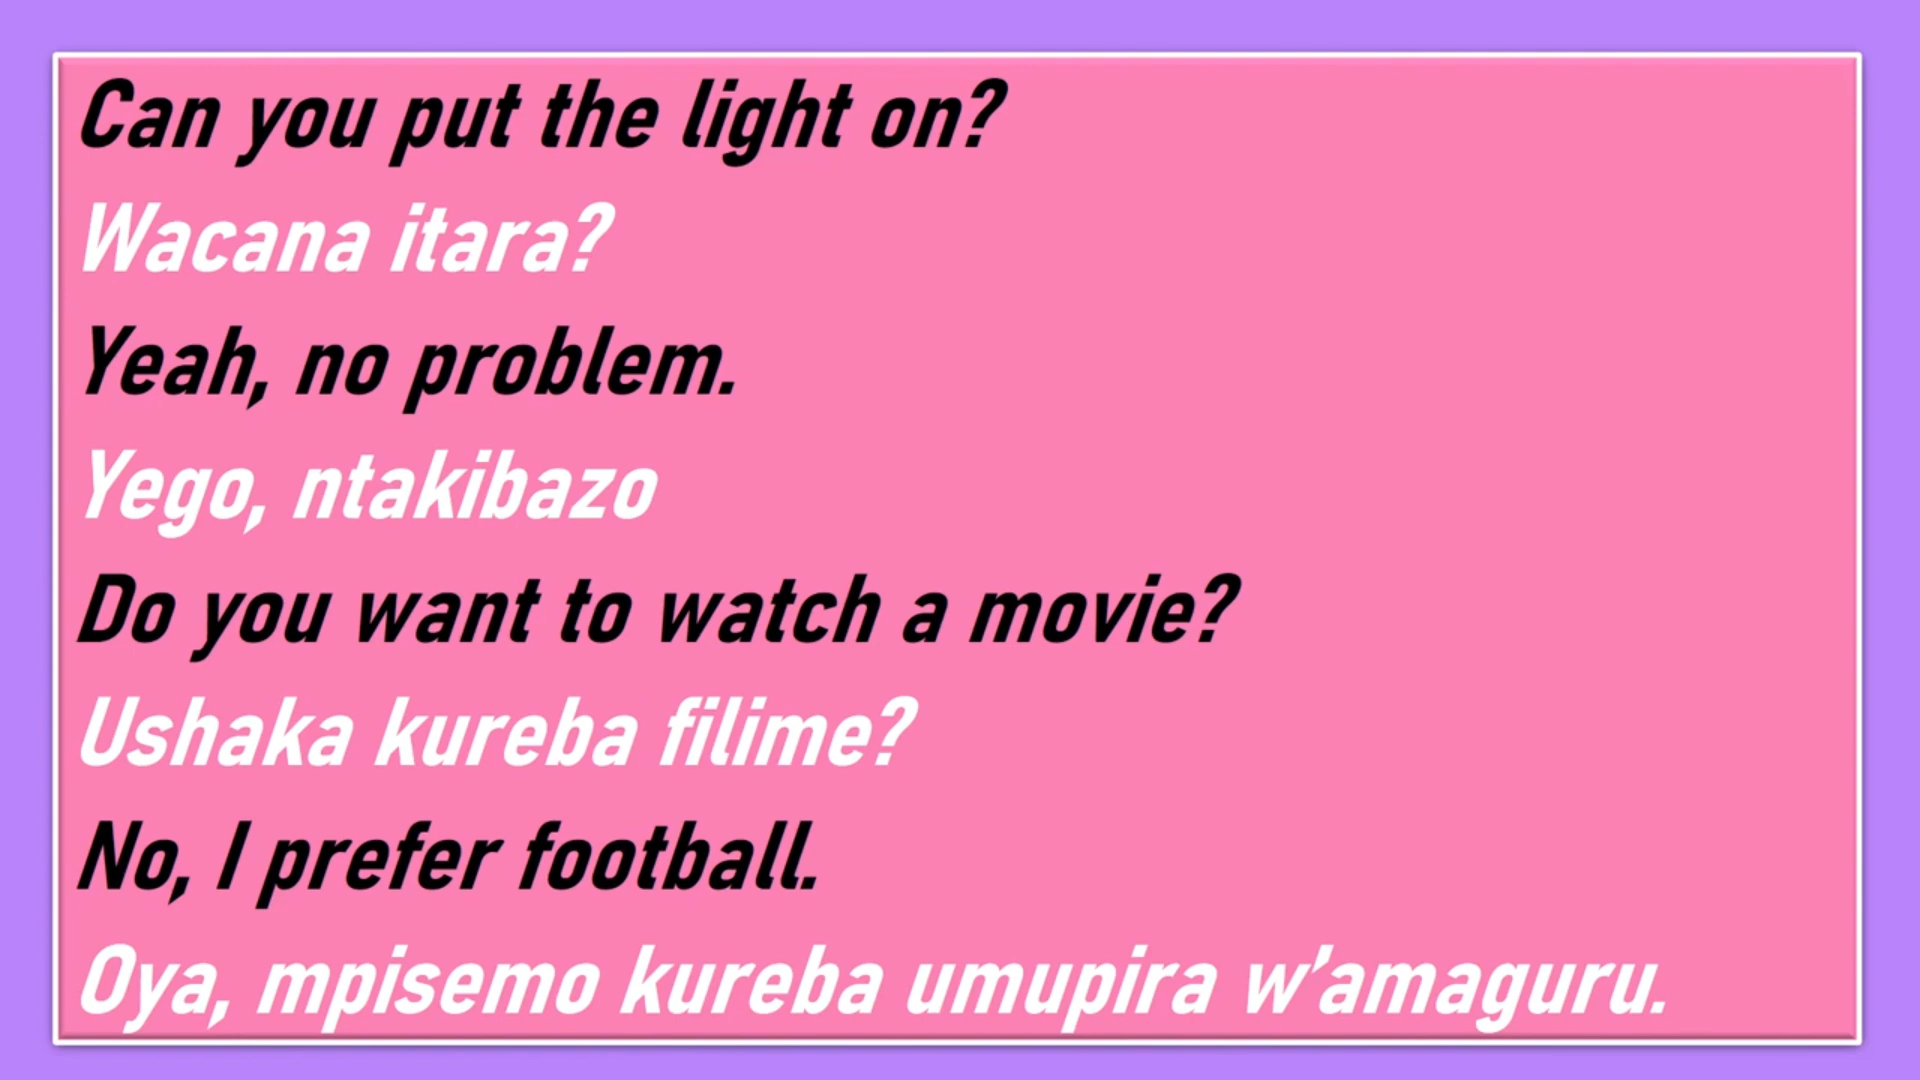 Can you put the light on?
Wacana itara?
Yeah, no problem.
Yego, ntakibazo
Do you want to watch a movie?
Ushaka kureba filime?
No, I prefer football.
Oya, mpisemo kureba umupira w'amaguru.